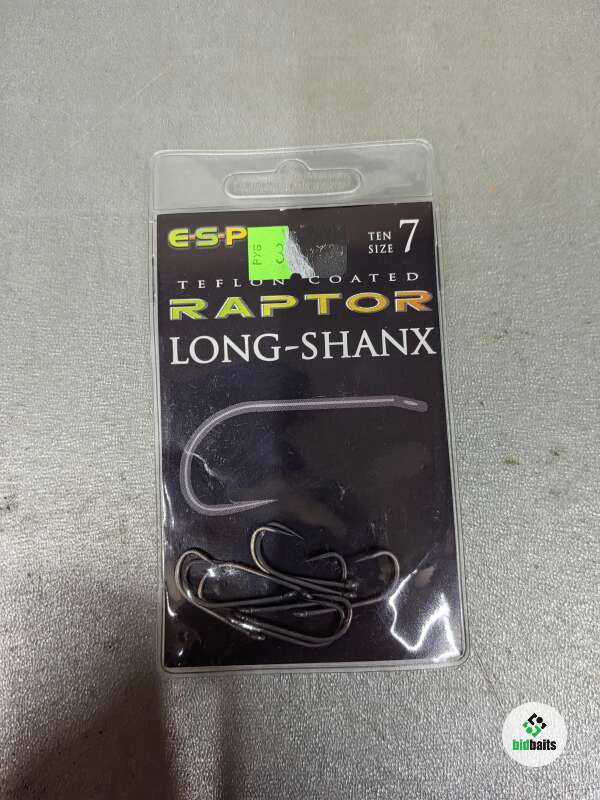 E-S-P
TEN
SIZE 7
TEFLON COATED
RAPTOR
LONG-SHANX
bidbaits